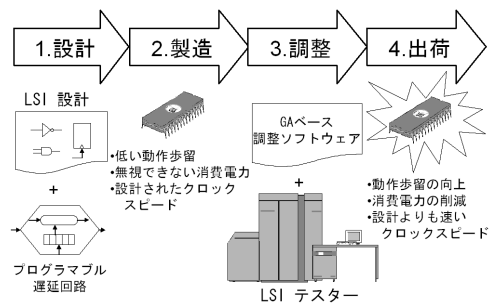 1.設計
2.製造
3.調整
4.出荷
LSI 設計
+
プログラマブル
遅延回路
•低い動作歩留
•無視できない消費電力
•設計されたクロック
スピード
GAベース
調整ソフトウェア
+
LSI テスター
•動作歩留の向上
•消費電力の削減
•設計よりも速い
クロックスピード